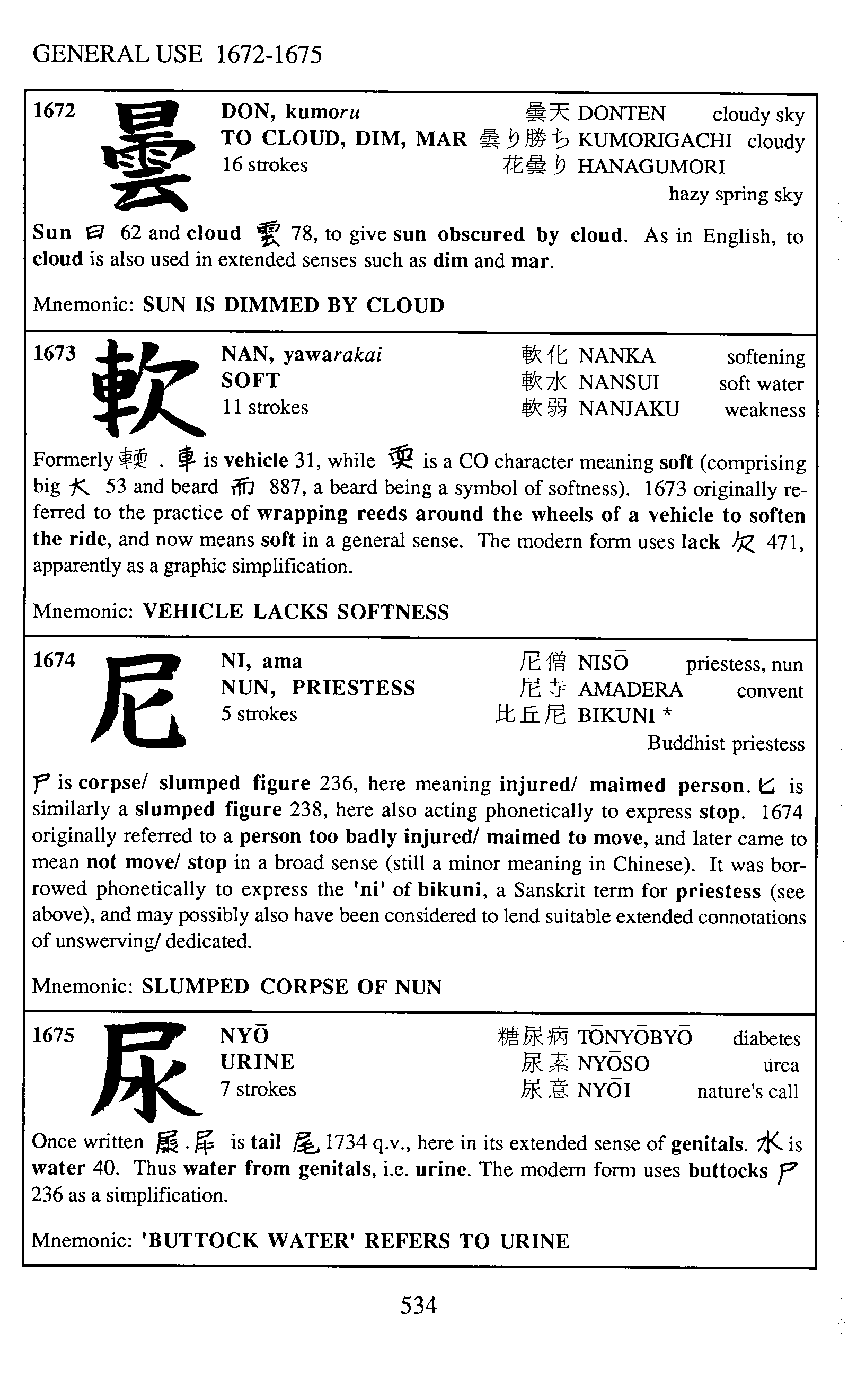 GENERAL USE 1672-1675
1672 曇 DON, kumoru 曇天 DONTEN cloudy sky
TO CLOUD, DIM, MAR 曇り勝ち KUMORIGACHI cloudy
16 strokes 花曇り HANAGUMORI
hazy spring sky
Sun 日 62 and cloud 雲 78, to give sun obscured by cloud. As in English, to
cloud is also used in extended senses such as dim and mar.
Mnemonic: SUN IS DIMMED BY CLOUD
1673 軟 NAN, yawarakai 軟化 NANKA softening
SOFT 軟水 NANSUI soft water
11 strokes 軟弱 NANJAKU weakness
Formerly 輭 . 車 is vehicle 31, while 耎 is a CO character meaning soft (comprising
big 大 53 and beard 而 887, a beard being a symbol of softness). 1673 originally re-
ferred to the practice of wrapping reeds around the wheels of a vehicle to soften
the ride, and now means soft in a general sense. The modern form uses lack 欠 471,
apparently as a graphic simplification.
Mnemonic: VEHICLE LACKS SOFTNESS
1674 尼 NI, ama 尼僧 NISŌ priestess, nun
NUN, PRIESTESS 尼寺 AMADERA convent
5 strokes 比丘尼 BIKUNI *
Buddhist priestess
尸 is corpse/ slumped figure 236, here meaning injured/ maimed person. 匕 is
similarly a slumped figure 238, here also acting phonetically to express stop. 1674
originally referred to a person too badly injured/ maimed to move, and later came to
mean not move/ stop in a broad sense (still a minor meaning in Chinese). It was bor-
rowed phonetically to express the 'ni' of bikuni, a Sanskrit term for priestess (see
above), and may possibly also have been considered to lend suitable extended connotations
of unswerving/ dedicated.
Mnemonic: SLUMPED CORPSE OF NUN
1675 尿 NYŌ 糖尿病 TŌNYŌBYŌ diabetes
URINE 尿素 NYŌSO urea
7 strokes 尿意 NYŌI nature's call
Once written . is tail 尾 1734 q.v., here in its extended sense of genitals. 水 is
water 40. Thus water from genitals, i.e. urine. The modern form uses buttocks 尸
236 as a simplification.
Mnemonic: 'BUTTOCK WATER' REFERS TO URINE
534